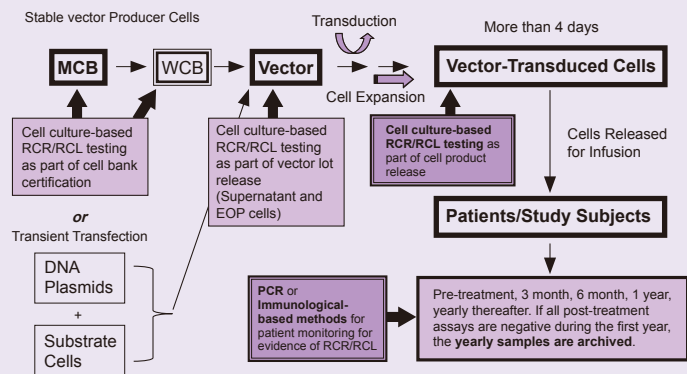 Stable vector Producer Cells
Transduction
More than 4 days
MCB
WCB
Vector
Vector-Transduced Cells
Cell Expansion
Cell culture-based
RCR/RCL testing
as part of cell bank
certification
Cell culture-based
RCR/RCL testing
as part of vector lot
release
(Supernatant and
EOP cells)
Cell culture-based
RCR/RCL testing as
part of cell product
release
Cells Released
for Infusion
or
Transient Transfection
Patients/Study Subjects
DNA
Plasmids
+
Substrate
Cells
PCR or
Immunological-
based methods for
patient monitoring for
evidence of RCR/RCL
Pre-treatment, 3 month, 6 month, 1 year,
yearly thereafter. If all post-treatment
assays are negative during the first year,
the yearly samples are archived.